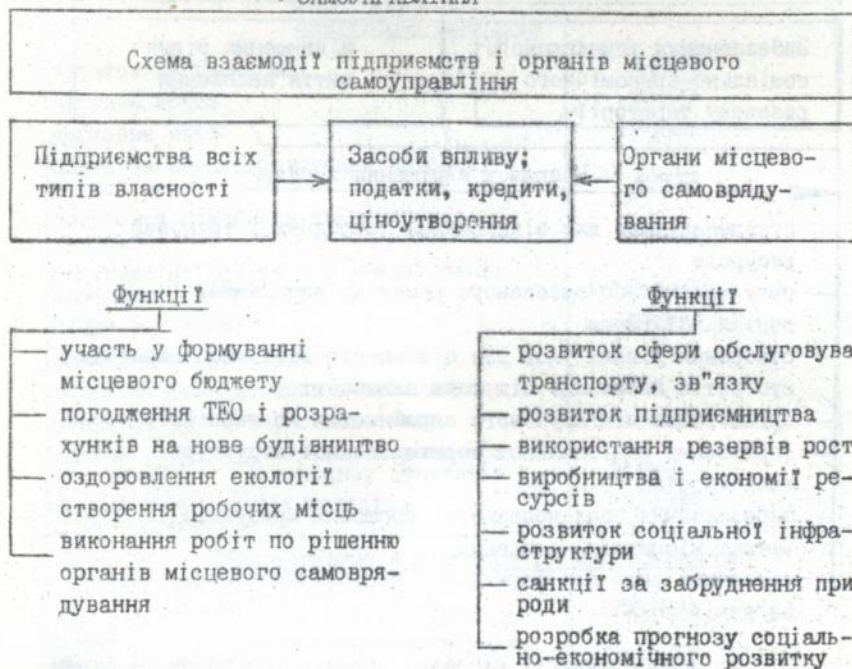 Схема взаємодії підприємств і органів місцевого
самоуправління
Підприємства всіх
типів власності
Засоби впливу;
податки, кредити,
ціноутворення
Органи місцево-
го самовряду-
вання
Функції
участь у формуванні
місцевого бюджету
погодження ТЕО і розра-
хунків на нове будівництво
оздоровлення екології
створення робочих місць
виконання робіт по рішенню
органів місцевого самовря-
дування
Функції
розвиток сфери обслугова
транспорту, зв"язку
розвиток підприємництва
використання резервів рост
виробництва і економії ре-
сурсів
розвиток соціальної інфра-
структури
санкції за забруднення при
роди
розробка прогнозу соціаль-
но-економічного розвитку